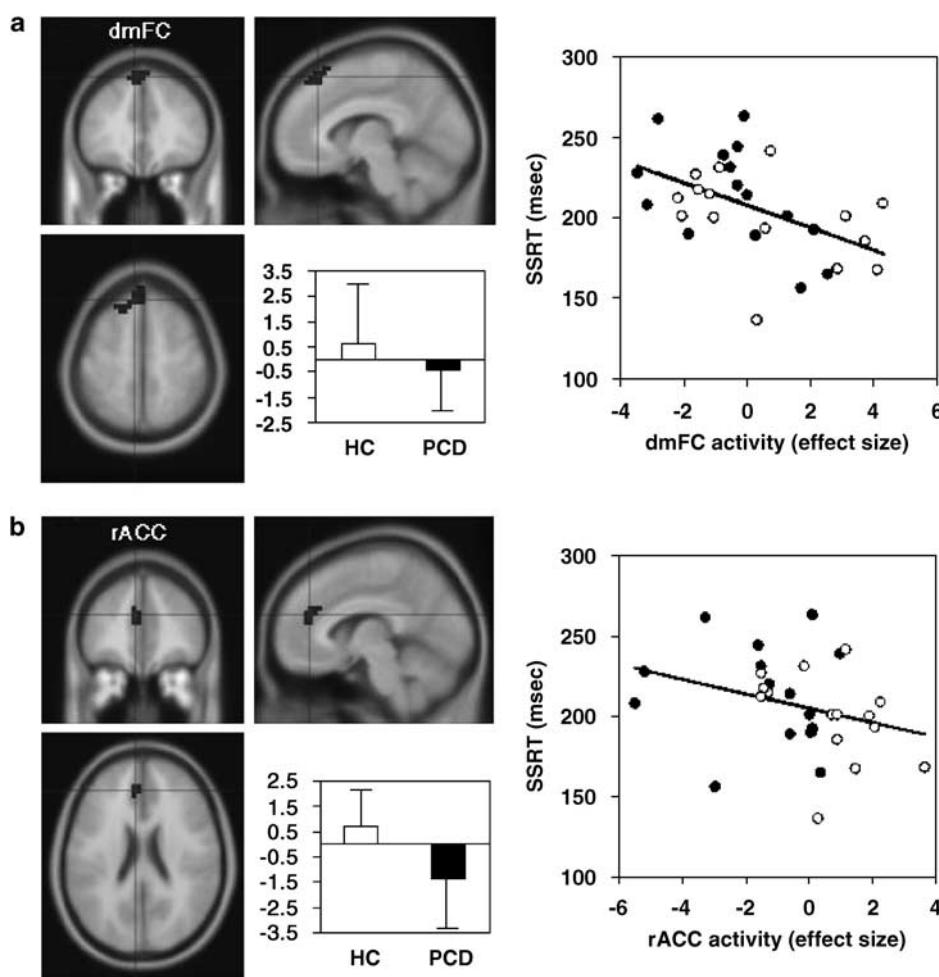 a
dmFC
3.5
2.5
1.5
0.5
-0.5
-1.5
-2.5
HC PCD
SSRT (msec)
300
250
200
150
100
-4 -2 0 2 4 6
dmFC activity (effect size)
b
rACC
2.5
1.5
0.5
-0.5
-1.5
-2.5
-3.5
HC PCD
SSRT (msec)
300
250
200
150
100
-6 -4 -2 0 2 4
rACC activity (effect size)